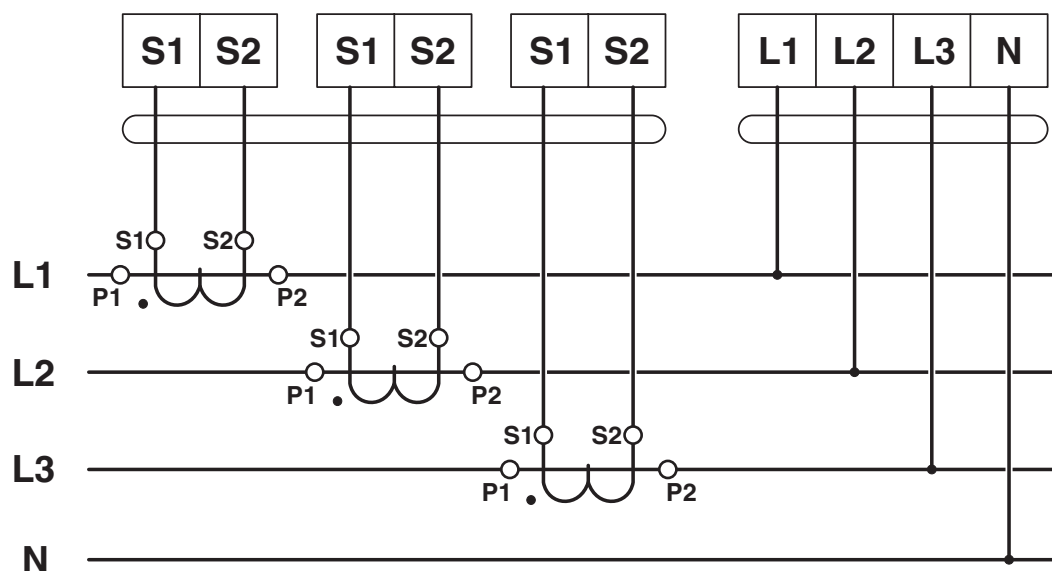 S1 S2 S1 S2 S1 S2 L1 L2 L3 N
S1 S2
L1
P1 P2
S1 S2
L2
P1 P2
S1 S2
L3
P1 P2
N